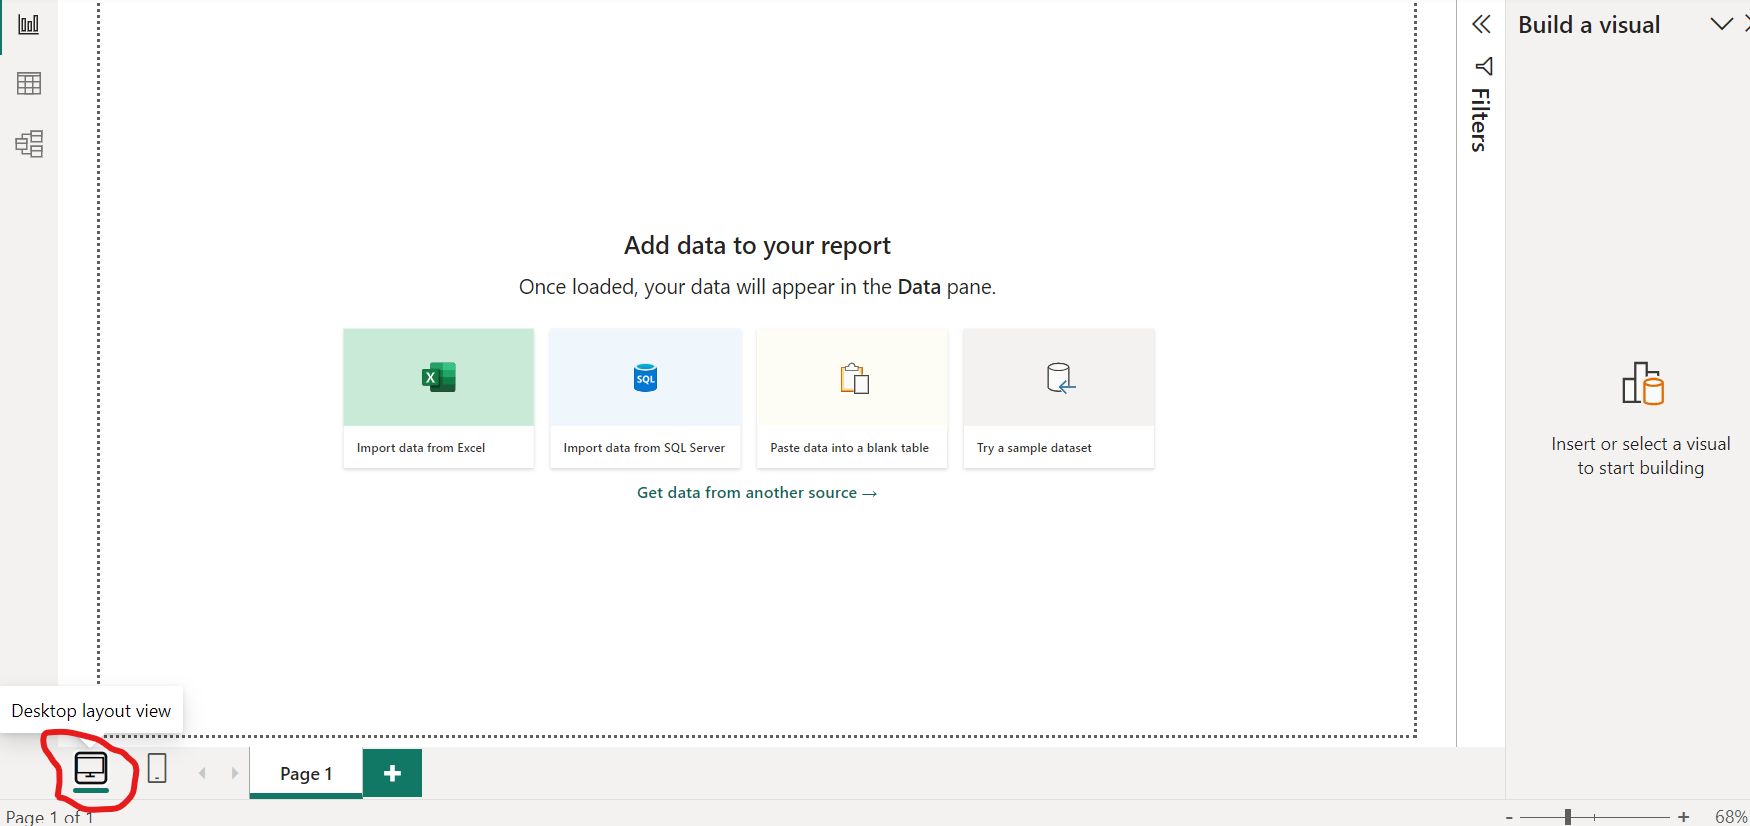 Build a visual
Filters
Add data to your report
Once loaded, your data will appear in the Data pane.
X
SQL
Import data from Excel
Import data from SQL Server
Paste data into a blank table
Try a sample dataset
Get data from another source →
Insert or select a visual
to start building
Desktop layout view
Page 1
+
Page 1 of 1
- + 68%